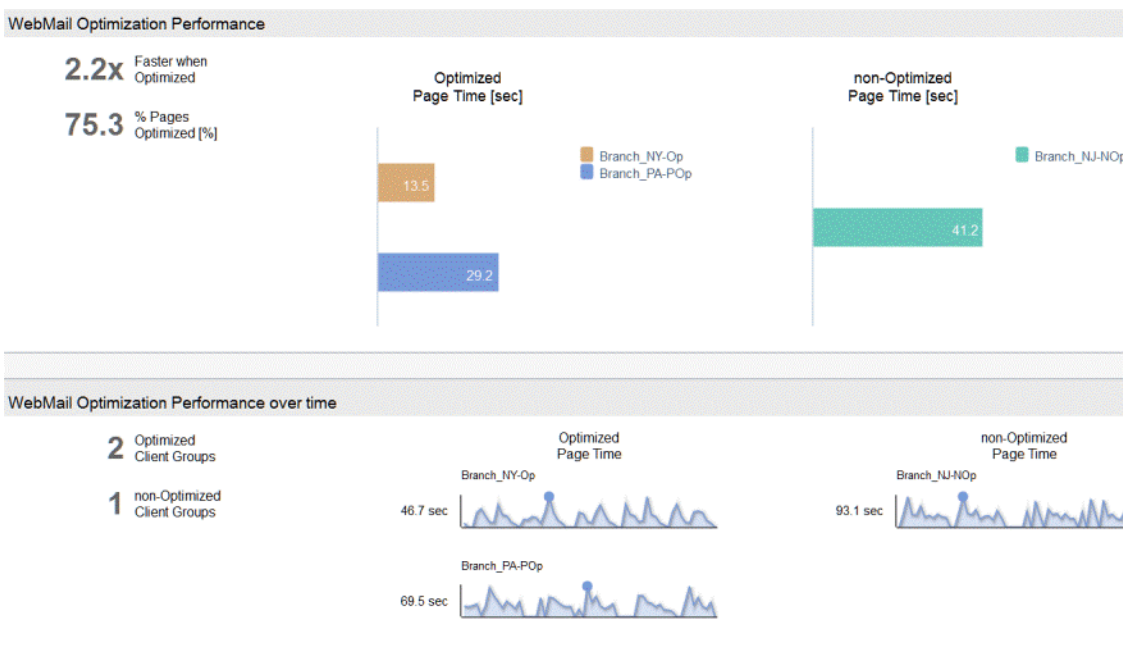 WebMail Optimization Performance
2.2x Faster when
Optimized
75.3 % Pages
Optimized [%]
Optimized
Page Time [sec]
13.5
29.2
Branch_NY-Op
Branch_PA-POp
non-Optimized
Page Time [sec]
41.2
Branch_NJ-NOp
WebMail Optimization Performance over time
2 Optimized
Client Groups
1 non-Optimized
Client Groups
Optimized
Page Time
Branch_NY-Op
46.7 sec
Branch_PA-POp
69.5 sec
non-Optimized
Page Time
Branch_NJ-NOp
93.1 sec